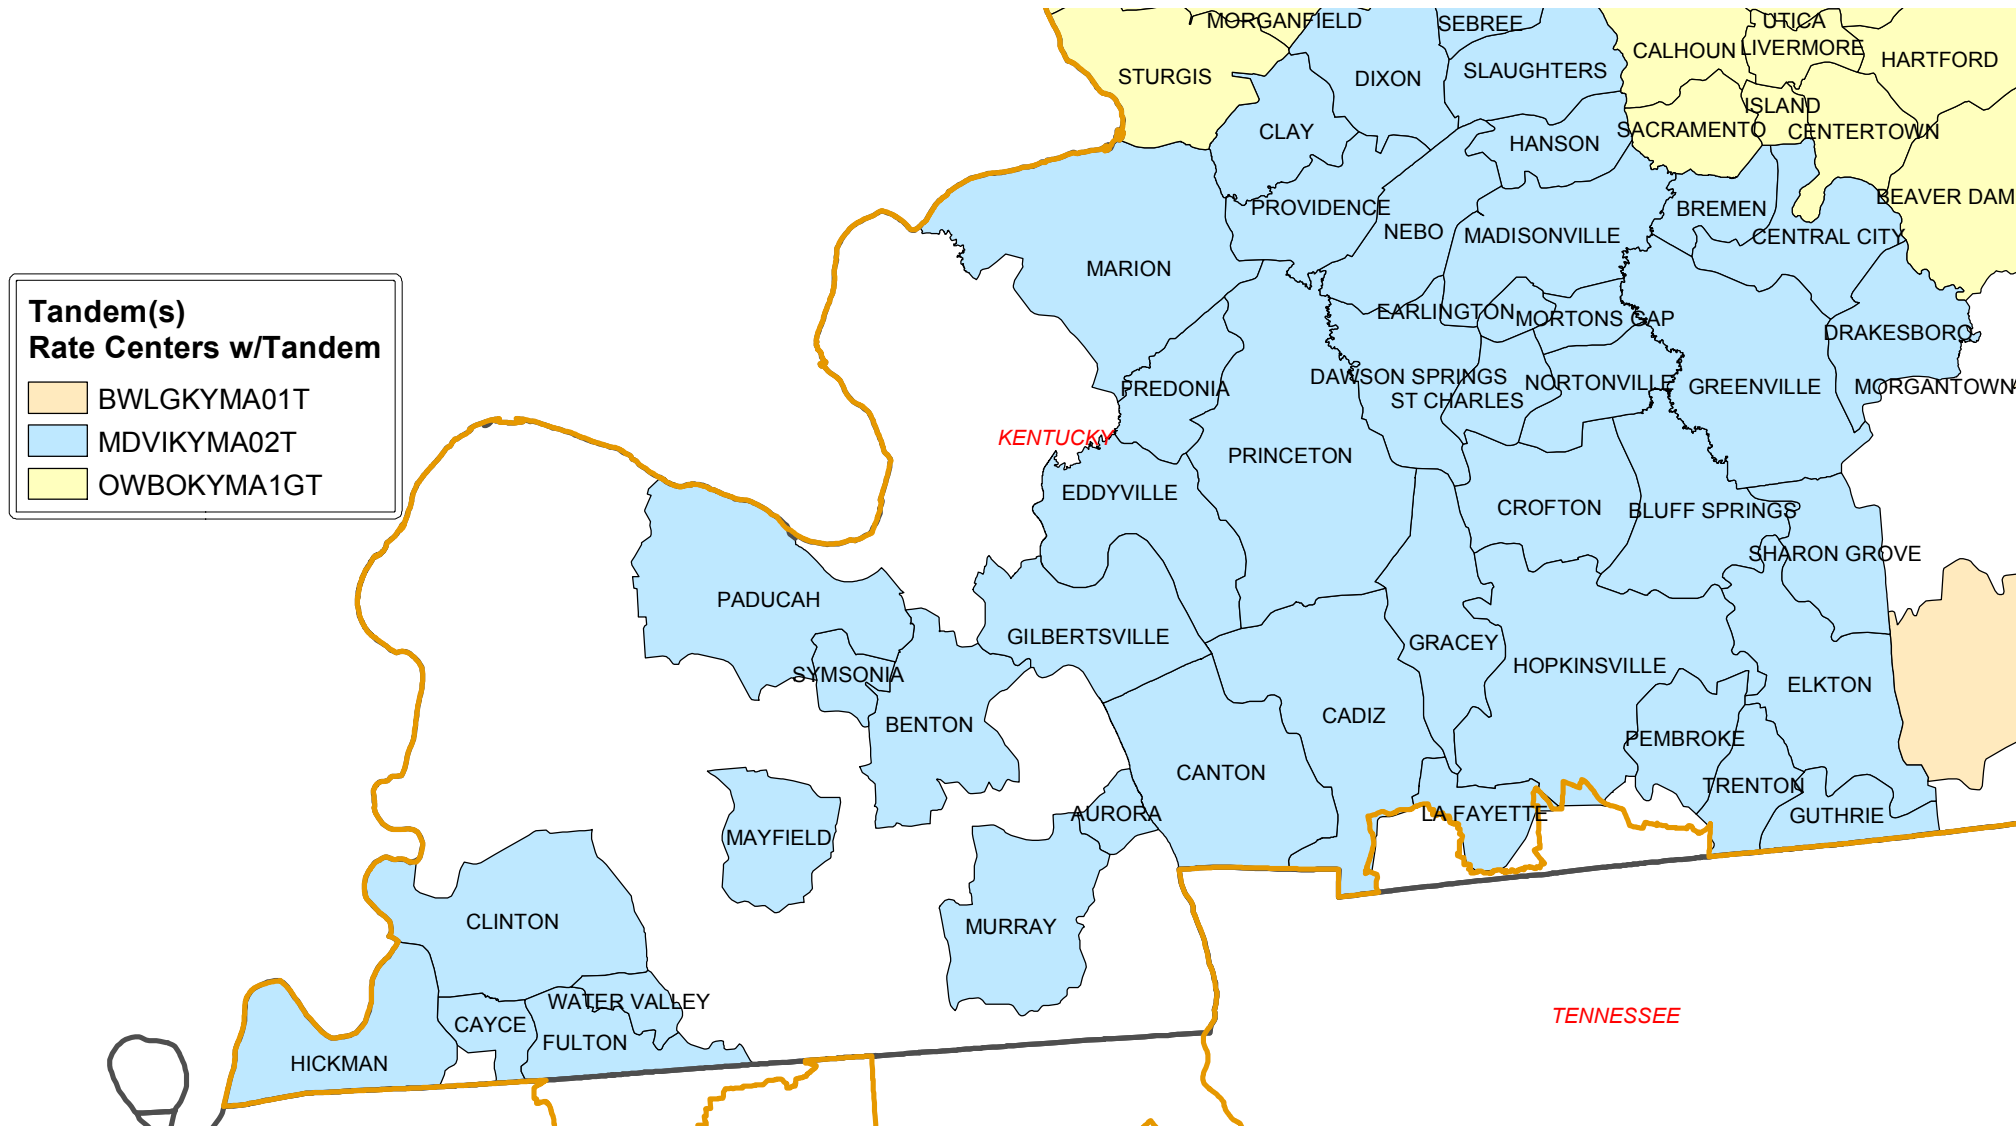 MORGANFIELD
SEBREE
UTICA
CALHOUN
LIVERMORE
HARTFORD
STURGIS
DIXON
SLAUGHTERS
ISLAND
CLAY
HANSON
SACRAMENTO
CENTERTOWN
PROVIDENCE
NEBO
MADISONVILLE
BREMEN
CENTRAL CITY
BEAVER DAM
MARION
EARLINGTON
MORTONS GAP
DRAKESBORO
Tandem(s)
Rate Centers w/Tandem
BWLGKYMA01T
MDVIKYMA02T
OWBOKYMA1GT
FREDONIA
DAWSON SPRINGS
ST CHARLES
NORTONVILLE
GREENVILLE
MORGANTOWN
KENTUCKY
PRINCETON
EDDYVILLE
CROFTON
BLUFF SPRINGS
SHARON GROVE
PADUCAH
GILBERTSVILLE
GRACEY
HOPKINSVILLE
SYMSONIA
ELKTON
BENTON
CADIZ
PEMBROKE
CANTON
TRENTON
AURORA
LA FAYETTE
GUTHRIE
MAYFIELD
CLINTON
MURRAY
WATER VALLEY
CAYCE
FULTON
HICKMAN
TENNESSEE